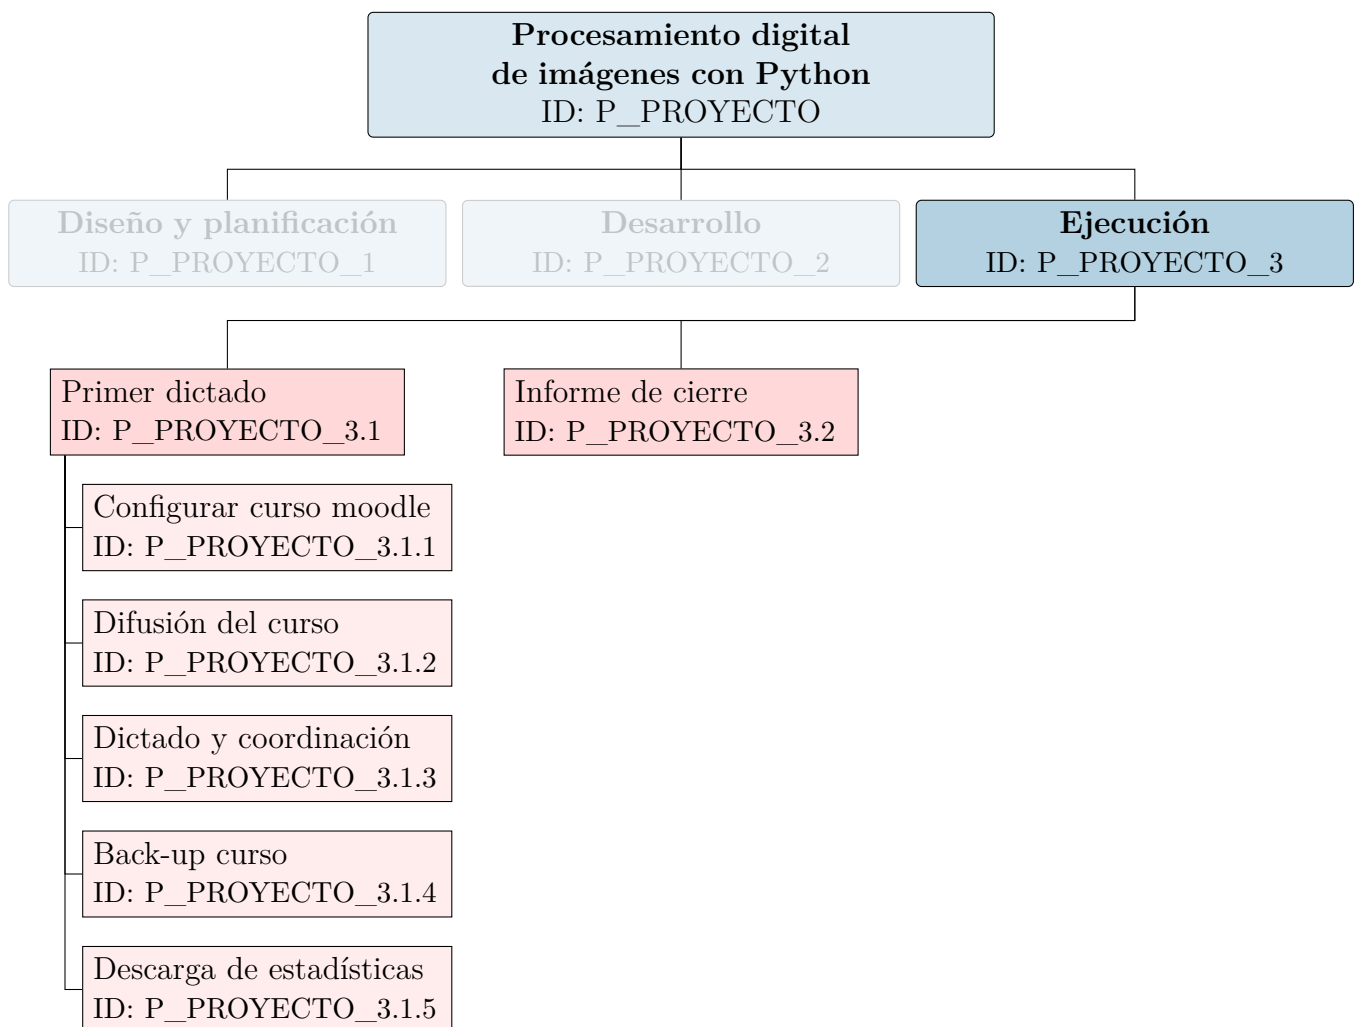 Procesamiento digital
de imágenes con Python
ID: P_PROYECTO
Diseño y planificación
ID: P_PROYECTO_1
Desarrollo
ID: P_PROYECTO_2
Ejecución
ID: P_PROYECTO_3
Primer dictado
ID: P_PROYECTO_3.1
Informe de cierre
ID: P_PROYECTO_3.2
Configurar curso moodle
ID: P_PROYECTO_3.1.1
Difusión del curso
ID: P_PROYECTO_3.1.2
Dictado y coordinación
ID: P_PROYECTO_3.1.3
Back-up curso
ID: P_PROYECTO_3.1.4
Descarga de estadísticas
ID: P_PROYECTO_3.1.5